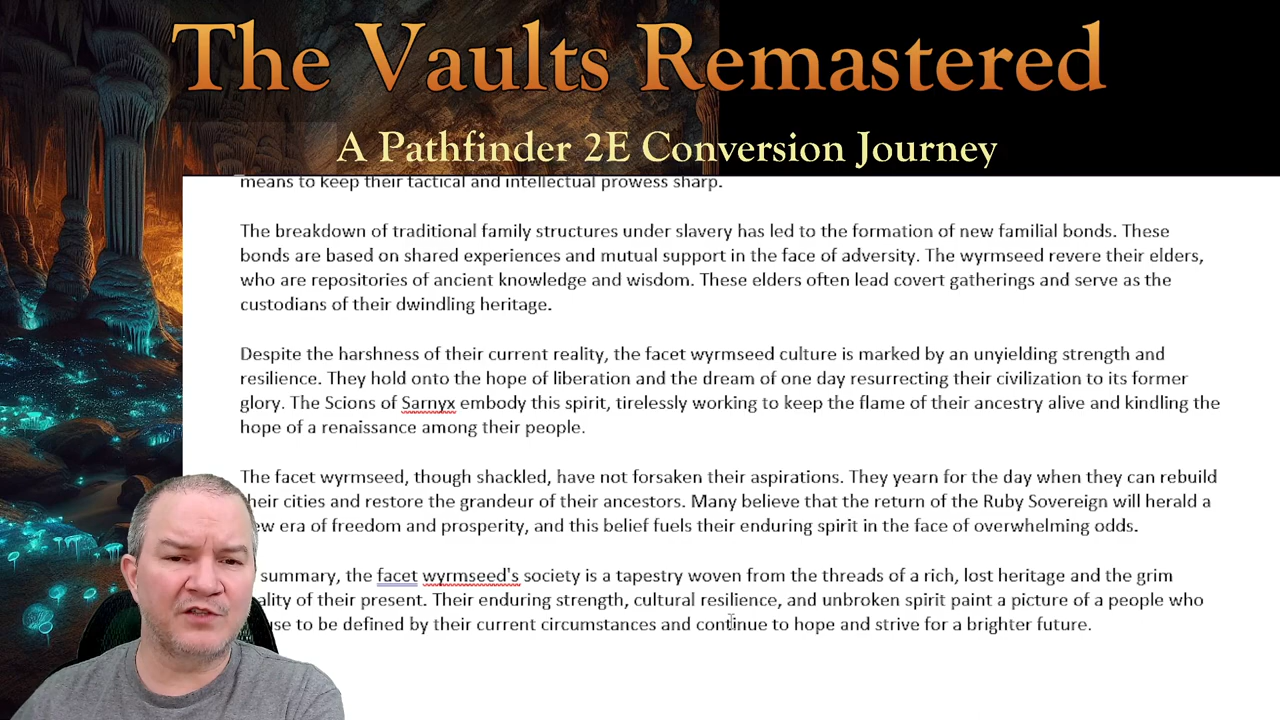 The Vaults Remastered
A Pathfinder 2E Conversion Journey
means to keep their tactical and intellectual prowess sharp.
The breakdown of traditional family structures under slavery has led to the formation of new familial bonds. These
bonds are based on shared experiences and mutual support in the face of adversity. The wyrmseed revere their elders,
who are repositories of ancient knowledge and wisdom. These elders often lead covert gatherings and serve as the
custodians of their dwindling heritage.
Despite the harshness of their current reality, the facet wyrmseed culture is marked by an unyielding strength and
resilience. They hold onto the hope of liberation and the dream of one day resurrecting their civilization to its former
glory. The Scions of Sarnyx embody this spirit, tirelessly working to keep the flame of their ancestry alive and kindling the
hope of a renaissance among their people.
The facet wyrmseed, though shackled, have not forsaken their aspirations. They yearn for the day when they can rebuild
their cities and restore the grandeur of their ancestors. Many believe that the return of the Ruby Sovereign will herald a
new era of freedom and prosperity, and this belief fuels their enduring spirit in the face of overwhelming odds.
summary, the facet wyrmseed's society is a tapestry woven from the threads of a rich, lost heritage and the grim
of their present. Their enduring strength, cultural resilience, and unbroken spirit paint a picture of a people who
to be defined by their current circumstances and continue to hope and strive for a brighter future.